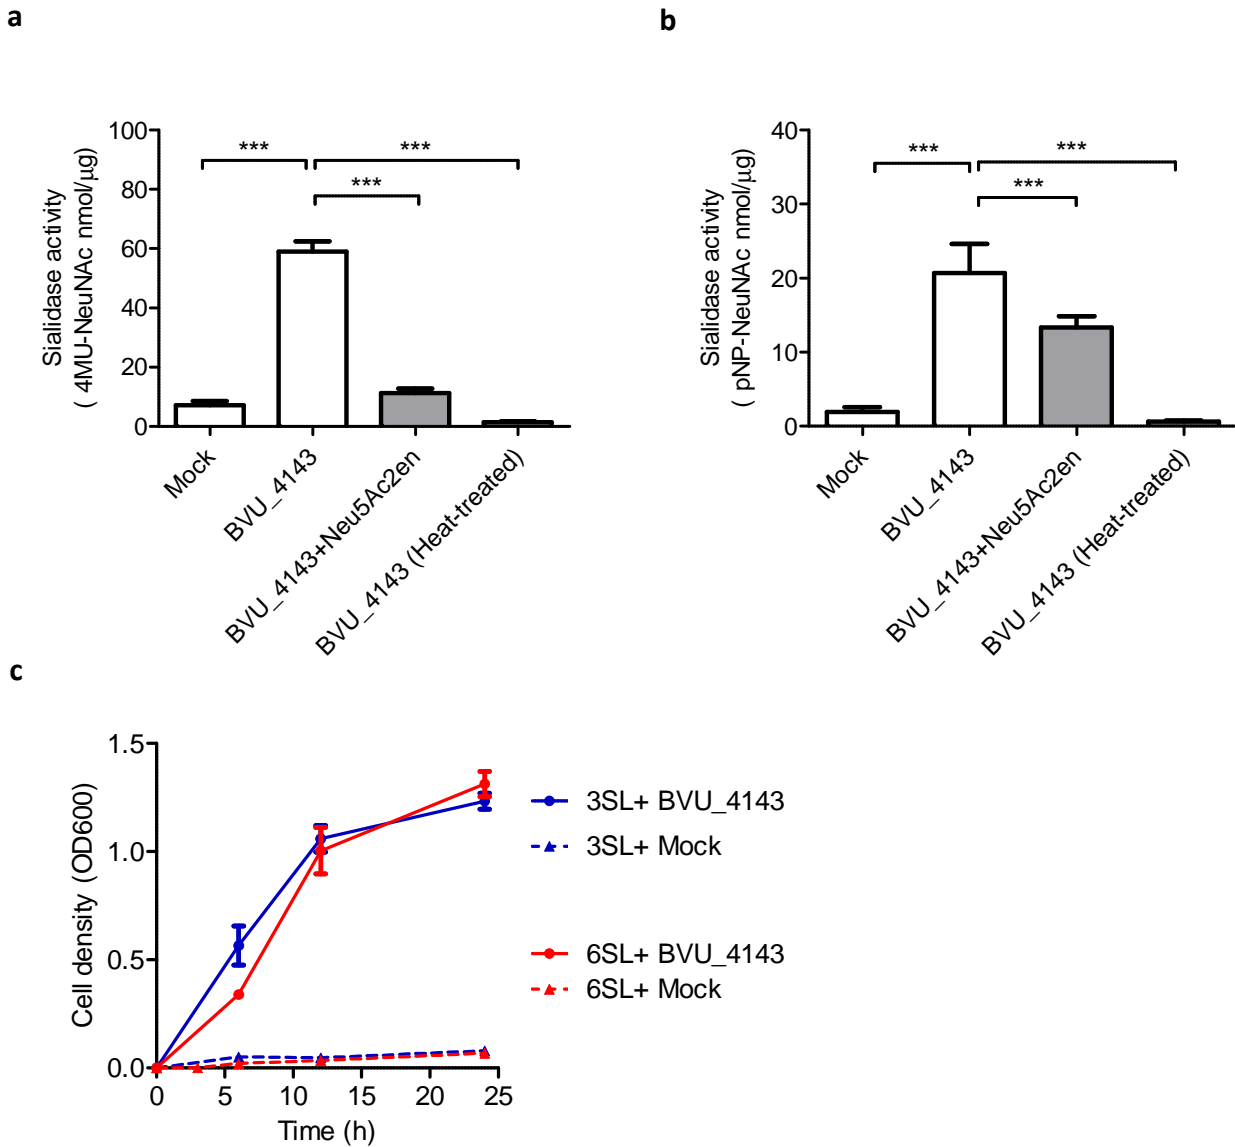 a
b
100
80
60
40
20
0
Sialidase activity
( 4MU-NeuNAc nmol/μg)
***
***
***
Mock
BVU_4143
BVU_4143+Neu5Ac2en
BVU_4143 (Heat-treated)
40
30
20
10
0
Sialidase activity
( pNP-NeuNAc nmol/μg)
***
***
***
Mock
BVU_4143
BVU_4143+Neu5Ac2en
BVU_4143 (Heat-treated)
c
1.5
1.0
0.5
0.0
Cell density (OD600)
0 5 10 15 20 25
Time (h)
3SL+ BVU_4143
3SL+ Mock
6SL+ BVU_4143
6SL+ Mock